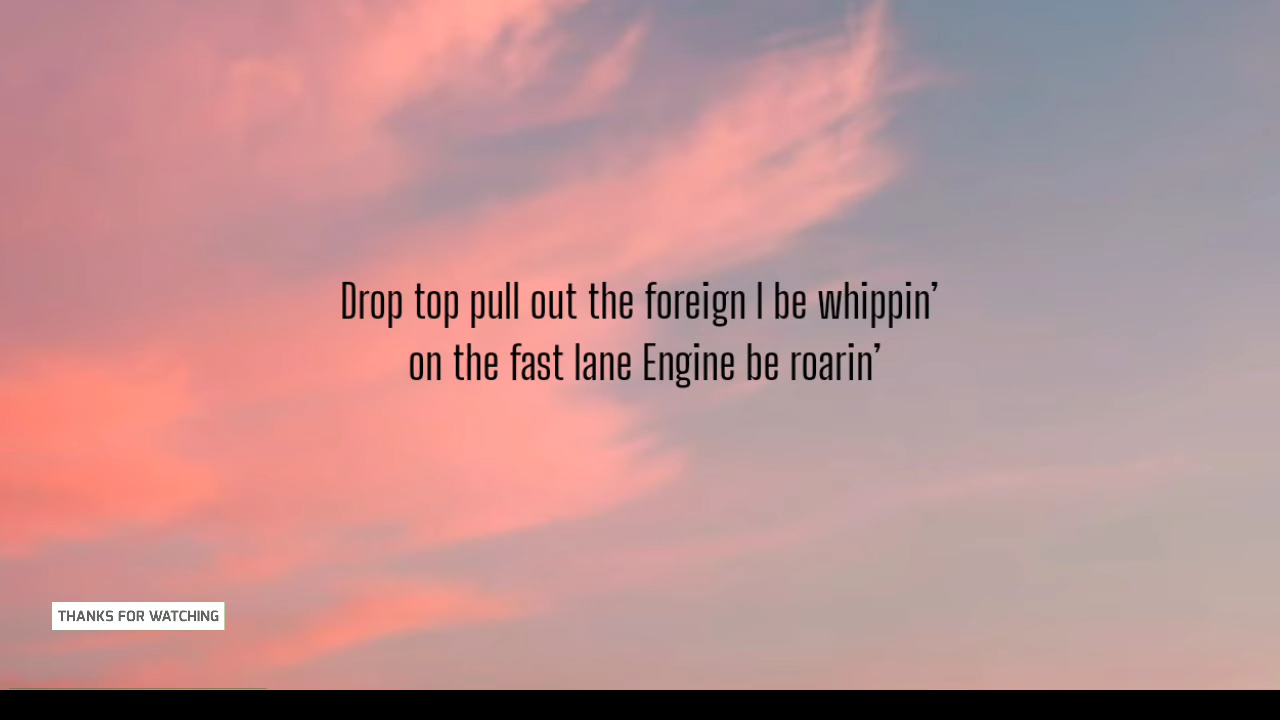 Drop top pull out the foreign I be whippin’
on the fast lane Engine be roarin’
THANKS FOR WATCHING